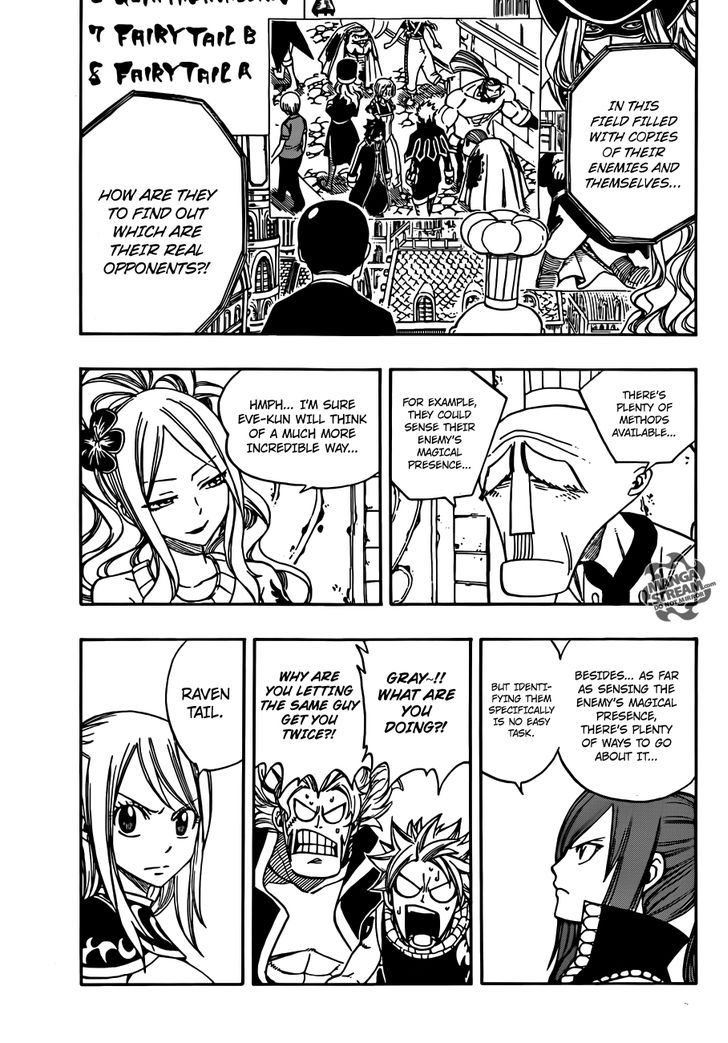 7 FAIRY TAIL B
8 FAIRY TAIL A
IN THIS
FIELD FILLED
WITH COPIES
OF THEIR
ENEMIES AND
THEMSELVES...
HOW ARE THEY
TO FIND OUT
WHICH ARE
THEIR REAL
OPPONENTS?!
THERE'S
PLENTY OF
METHODS
AVAILABLE...
FOR EXAMPLE,
THEY COULD
SENSE THEIR
ENEMY'S
MAGICAL
PRESENCE...
HMPH... I'M SURE
EVE-KUN WILL THINK
OF A MUCH MORE
INCREDIBLE WAY...
MANGA
STREAM.com
DO NOT MIRROR
BESIDES... AS FAR
AS SENSING THE
ENEMY'S MAGICAL
PRESENCE,
THERE'S PLENTY
OF WAYS TO GO
ABOUT IT...
BUT IDENTI-
FYING THEM
SPECIFICALLY
IS NO EASY
TASK.
GRAY~!!
WHAT ARE
YOU
DOING?!
WHY ARE
YOU LETTING
THE SAME GUY
GET YOU
TWICE?!
RAVEN
TAIL.